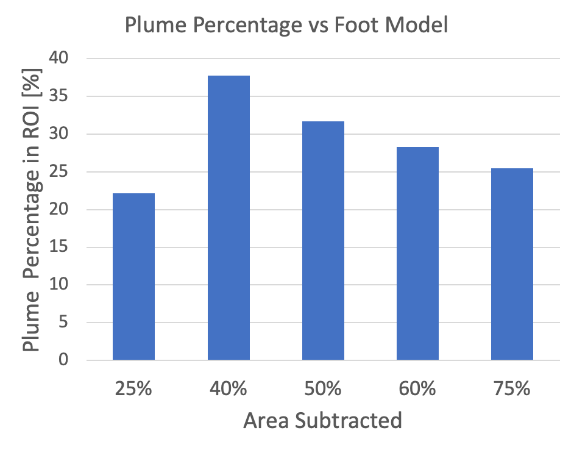 Plume Percentage vs Foot Model
Plume Percentage in ROI [%]
40
35
30
25
20
15
10
5
0
25% 40% 50% 60% 75%
Area Subtracted